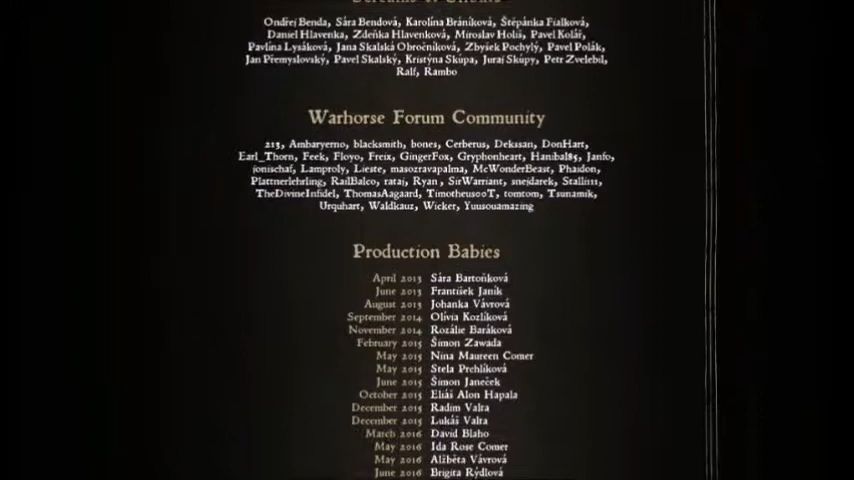 Ondřej Benda, Sára Bendová, Karolína Bráníková, Štěpánka Fialková,
Daniel Hlavenka, Zdeňka Hlavenková, Miroslav Holiš, Pavel Kolář,
Pavlína Lysáková, Jana Skalská Obročníková, Zbyšek Pochylý, Pavel Polák,
Jan Přemyslovský, Pavel Skalský, Kristýna Skúpa, Juraj Skúpy, Petr Zvelebil,
Ralf, Rambo
Warhorse Forum Community
213, Ambaryerno, blacksmith, bones, Cerberus, Dekisan, DonHart,
Earl_Thorn, Feek, Floyo, Freix, GingerFox, Gryphonheart, Hanibal85, Janfo,
jonischaf, Lamproly, Lieste, masozravapalma, McWonderBeast, Phaidon,
Plattnerlehrling, RailBalco, rataj, Ryan, SirWarriant, snejdarek,
TheDivineInfidel, ThomasAagaard, Timotheus00T, tomtom, Tsunamik,
Urquhart, Waldkauz, Wicker, Yuusouamazing
Production Babies
April 2013 Sára Bartoňková
June 2013 František Janík
August 2013 Johanka Vávrová
September 2014 Olívia Kozlíková
November 2014 Rozálie Baráková
February 2015 Šimon Zawada
May 2015 Nina Maureen Comer
May 2015 Stela Prehlíková
June 2015 Šimon Janeček
October 2015 Eliáš Alon Hapala
December 2015 Radim Valta
December 2015 Lukáš Valta
March 2016 David Blaho
May 2016 Ida Rose Comer
May 2016 Alžběta Vávrová
June 2016 Brigita Rýdlová